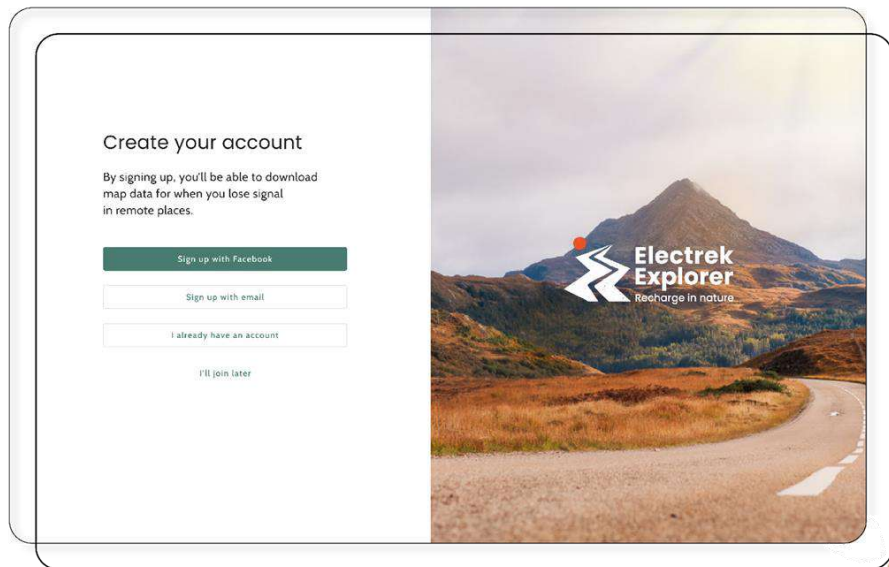 Create your account
By signing up, you'll be able to download
map data for when you lose signal
in remote places.
Sign up with Facebook
Sign up with email
I already have an account
I'll join later
Electrek
Explorer
Recharge in nature